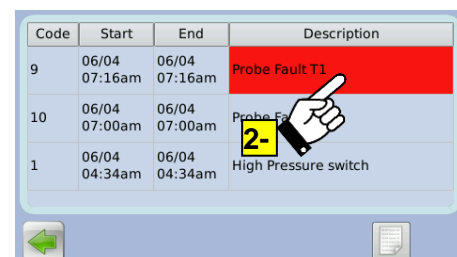 Code Start End Description
9 06/04 07:16am 06/04 07:16am Probe Fault T1
10 06/04 07:00am 06/04 07:00am Probe
2-
1 06/04 04:34am 06/04 04:34am High Pressure switch